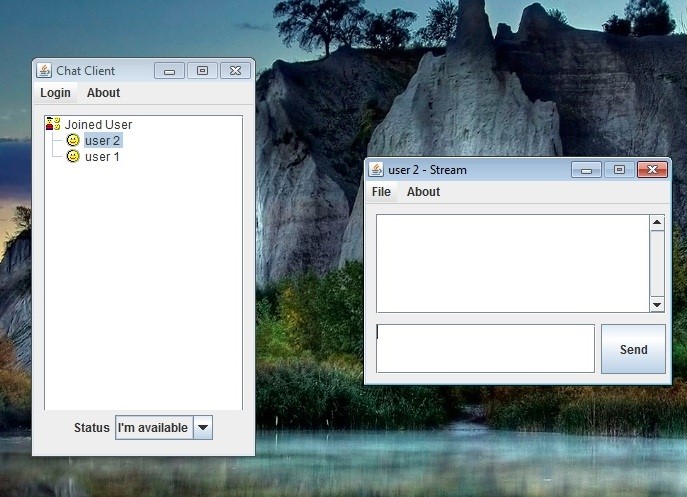 Chat Client
Login About
Joined User
user 2
user 1
Status I'm available
user 2 - Stream
File About
Send